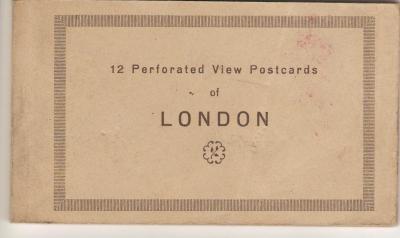 12 Perforated View Postcards
of
LONDON